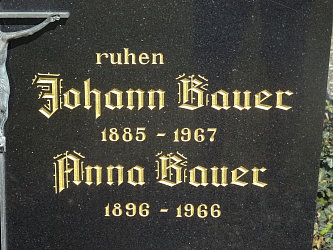 ruhen
Johann Bauer
1885 - 1967
Anna Bauer
1896 - 1966